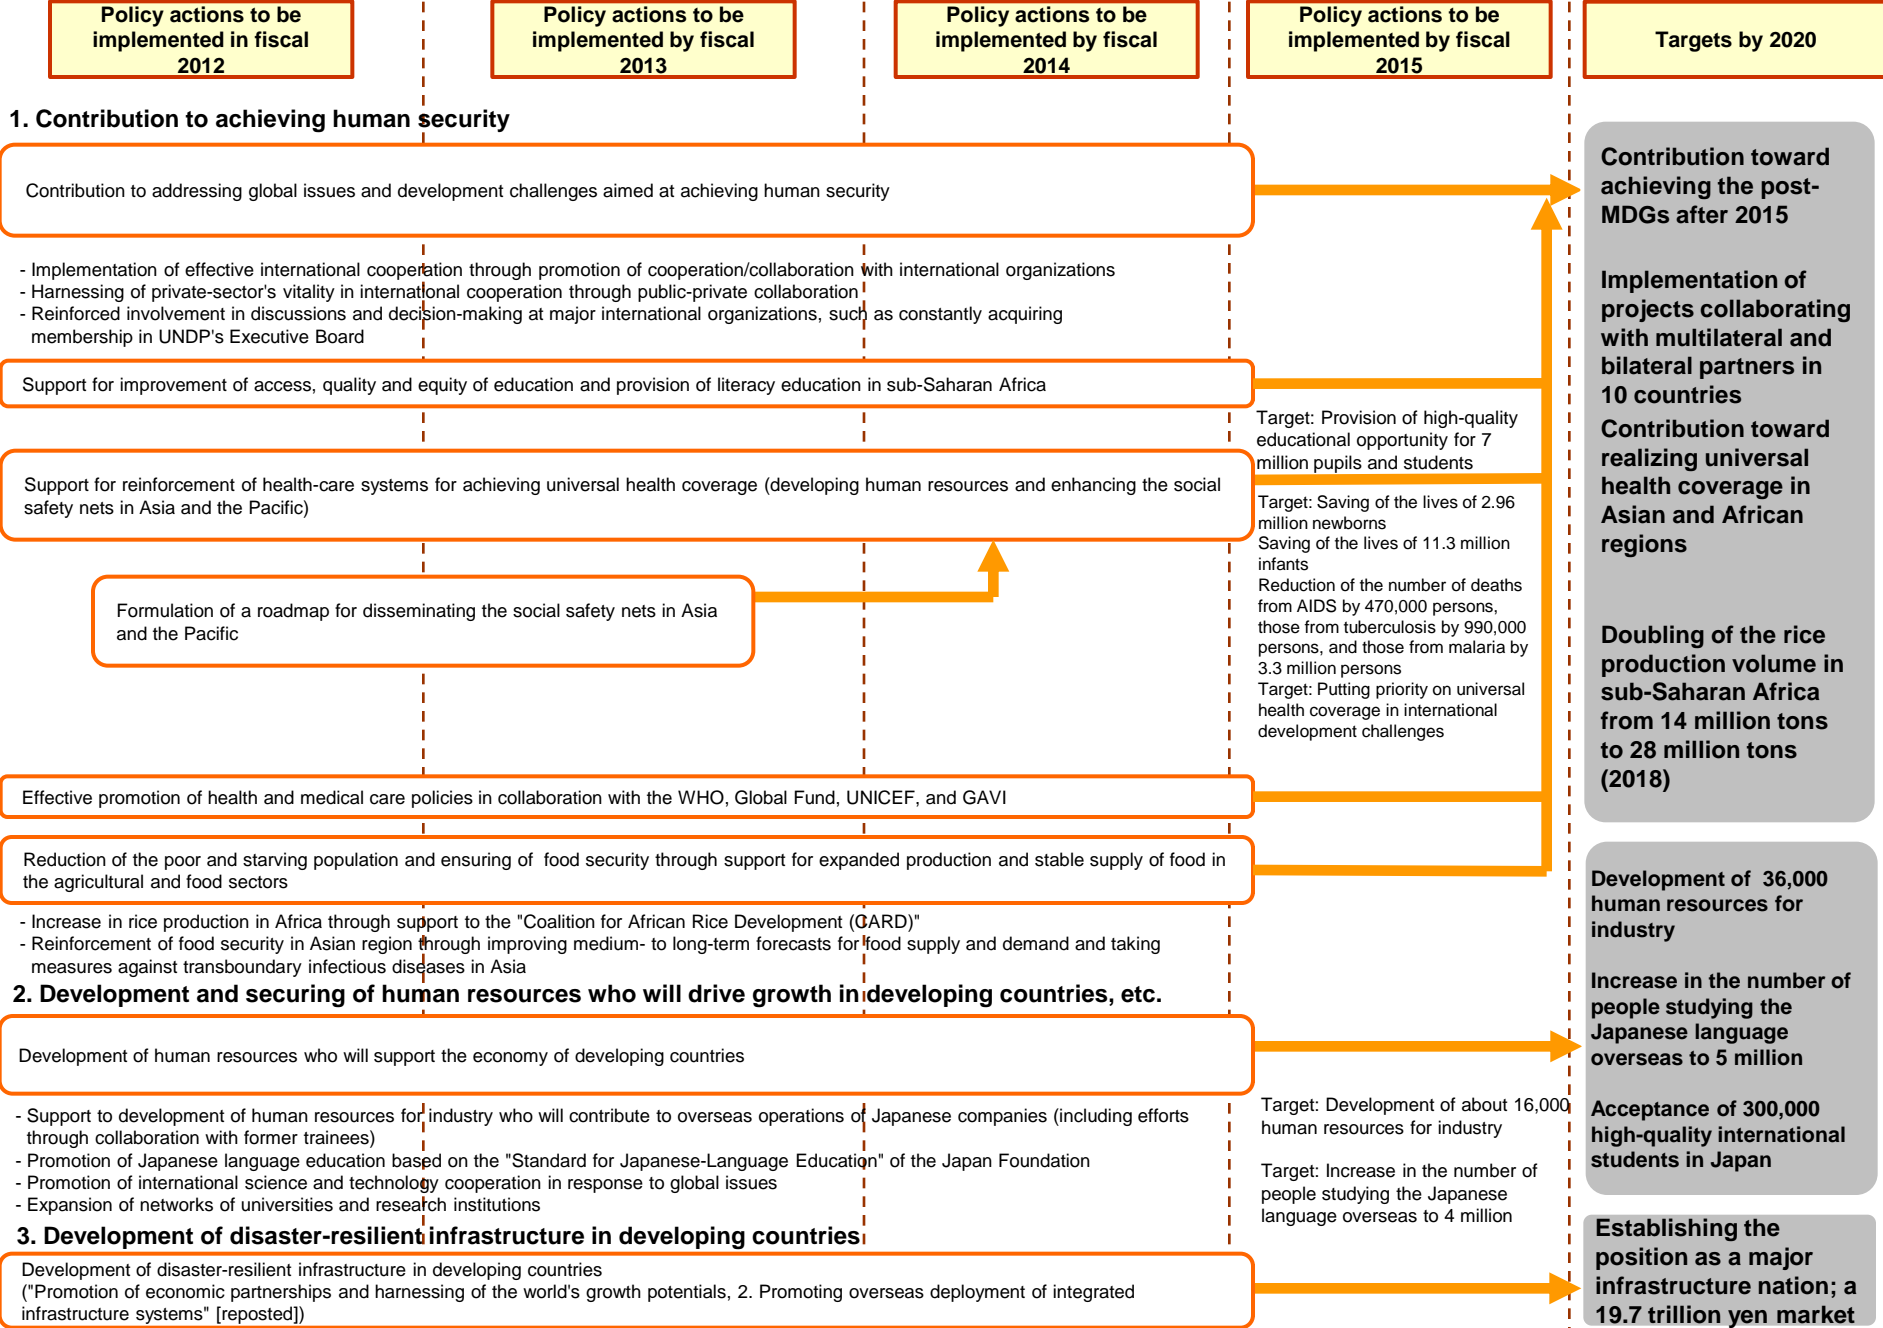 Policy actions to be
implemented in fiscal
2012
Policy actions to be
implemented by fiscal
2013
Policy actions to be
implemented by fiscal
2014
Policy actions to be
implemented by fiscal
2015
Targets by 2020
1. Contribution to achieving human security
Contribution to addressing global issues and development challenges aimed at achieving human security
- Implementation of effective international cooperation through promotion of cooperation/collaboration with international organizations
- Harnessing of private-sector's vitality in international cooperation through public-private collaboration
- Reinforced involvement in discussions and decision-making at major international organizations, such as constantly acquiring
membership in UNDP's Executive Board
Support for improvement of access, quality and equity of education and provision of literacy education in sub-Saharan Africa
Target: Provision of high-quality
educational opportunity for 7
million pupils and students
Support for reinforcement of health-care systems for achieving universal health coverage (developing human resources and enhancing the social
safety nets in Asia and the Pacific)
Target: Saving of the lives of 2.96
million newborns
Saving of the lives of 11.3 million
infants
Reduction of the number of deaths
from AIDS by 470,000 persons,
those from tuberculosis by 990,000
persons, and those from malaria by
3.3 million persons
Target: Putting priority on universal
health coverage in international
development challenges
Formulation of a roadmap for disseminating the social safety nets in Asia
and the Pacific
Effective promotion of health and medical care policies in collaboration with the WHO, Global Fund, UNICEF, and GAVI
Reduction of the poor and starving population and ensuring of  food security through support for expanded production and stable supply of food in
the agricultural and food sectors
- Increase in rice production in Africa through support to the "Coalition for African Rice Development (CARD)"
- Reinforcement of food security in Asian region through improving medium- to long-term forecasts for food supply and demand and taking
measures against transboundary infectious diseases in Asia
Contribution toward
achieving the post-
MDGs after 2015
Implementation of
projects collaborating
with multilateral and
bilateral partners in
10 countries
Contribution toward
realizing universal
health coverage in
Asian and African
regions
Doubling of the rice
production volume in
sub-Saharan Africa
from 14 million tons
to 28 million tons
(2018)
2. Development and securing of human resources who will drive growth in developing countries, etc.
Development of human resources who will support the economy of developing countries
- Support to development of human resources for industry who will contribute to overseas operations of Japanese companies (including efforts
through collaboration with former trainees)
- Promotion of Japanese language education based on the "Standard for Japanese-Language Education" of the Japan Foundation
- Promotion of international science and technology cooperation in response to global issues
- Expansion of networks of universities and research institutions
Target: Development of about 16,000
human resources for industry
Target: Increase in the number of
people studying the Japanese
language overseas to 4 million
Development of  36,000
human resources for
industry
Increase in the number of
people studying the
Japanese language
overseas to 5 million
Acceptance of 300,000
high-quality international
students in Japan
3. Development of disaster-resilient infrastructure in developing countries
Development of disaster-resilient infrastructure in developing countries
("Promotion of economic partnerships and harnessing of the world's growth potentials, 2. Promoting overseas deployment of integrated
infrastructure systems" [reposted])
Establishing the
position as a major
infrastructure nation; a
19.7 trillion yen market